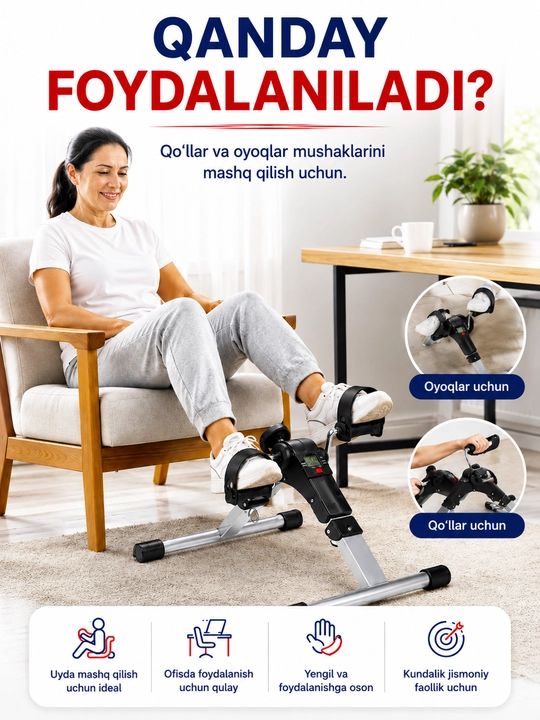 QANDAY
FOYDALANILADI?
Qo‘llar va oyoqlar mushaklarini
mashq qilish uchun.
Oyoqlar uchun
Qo‘llar uchun
Uyda mashq qilish
uchun ideal
Ofisda foydalanish
uchun qulay
Yengil va
foydalanishga oson
Kundalik jismoniy
faollik uchun